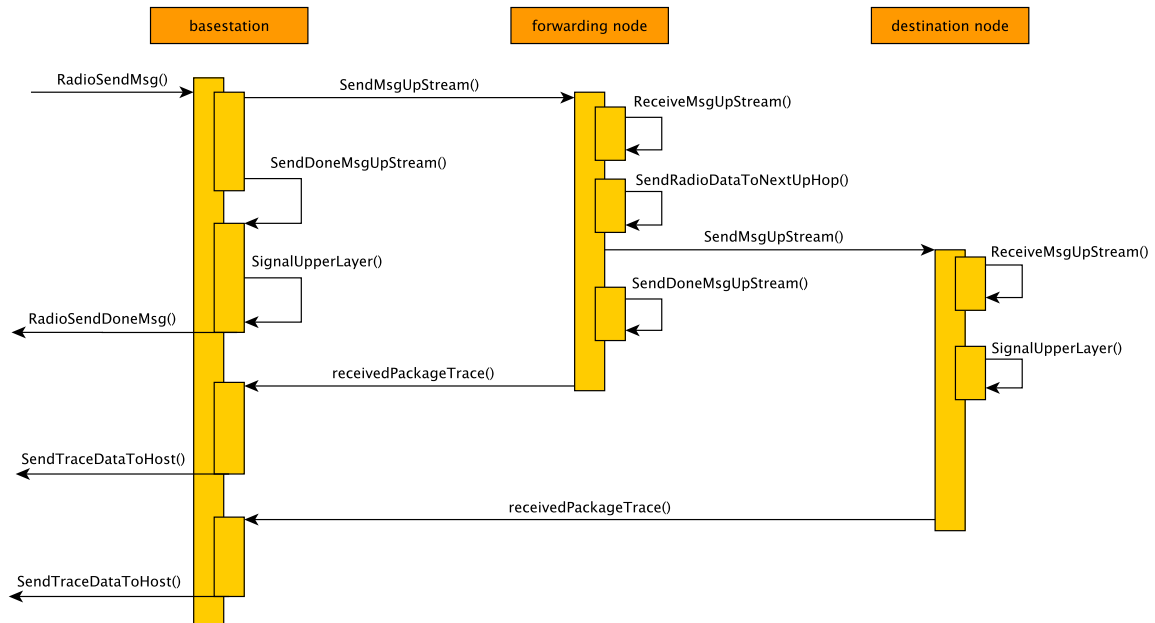 basestation
forwarding node
destination node
RadioSendMsg()
SendMsgUpStream()
ReceiveMsgUpStream()
SendDoneMsgUpStream()
SendRadioDataToNextUpHop()
SendMsgUpStream()
ReceiveMsgUpStream()
SignalUpperLayer()
SendDoneMsgUpStream()
RadioSendDoneMsg()
SignalUpperLayer()
receivedPackageTrace()
SendTraceDataToHost()
receivedPackageTrace()
SendTraceDataToHost()